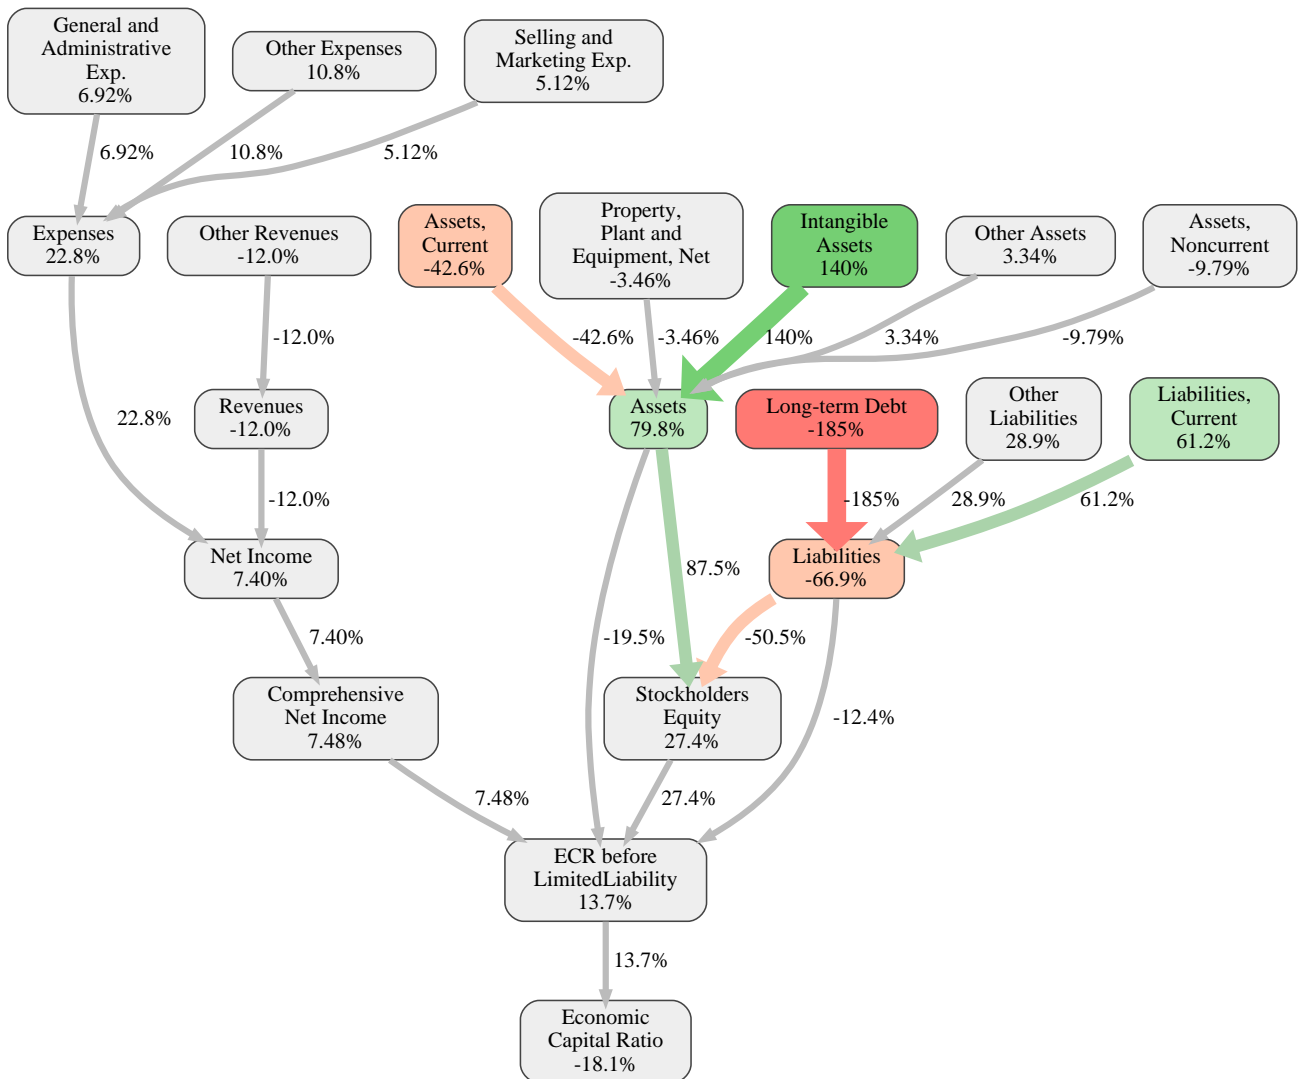 General and
Administrative
Exp.
6.92%
Other Expenses
10.8%
Selling and
Marketing Exp.
5.12%
6.92%
10.8%
5.12%
Expenses
22.8%
Other Revenues
-12.0%
Assets,
Current
-42.6%
Property,
Plant and
Equipment, Net
-3.46%
Intangible
Assets
140%
Other Assets
3.34%
Assets,
Noncurrent
-9.79%
-12.0%
-42.6%
-3.46%
140%
3.34%
-9.79%
22.8%
Revenues
-12.0%
Assets
79.8%
Long-term Debt
-185%
Other
Liabilities
28.9%
Liabilities,
Current
61.2%
-12.0%
-185%
28.9%
61.2%
Net Income
7.40%
87.5%
Liabilities
-66.9%
7.40%
-19.5%
-50.5%
Comprehensive
Net Income
7.48%
Stockholders
Equity
27.4%
-12.4%
7.48%
27.4%
ECR before
LimitedLiability
13.7%
13.7%
Economic
Capital Ratio
-18.1%